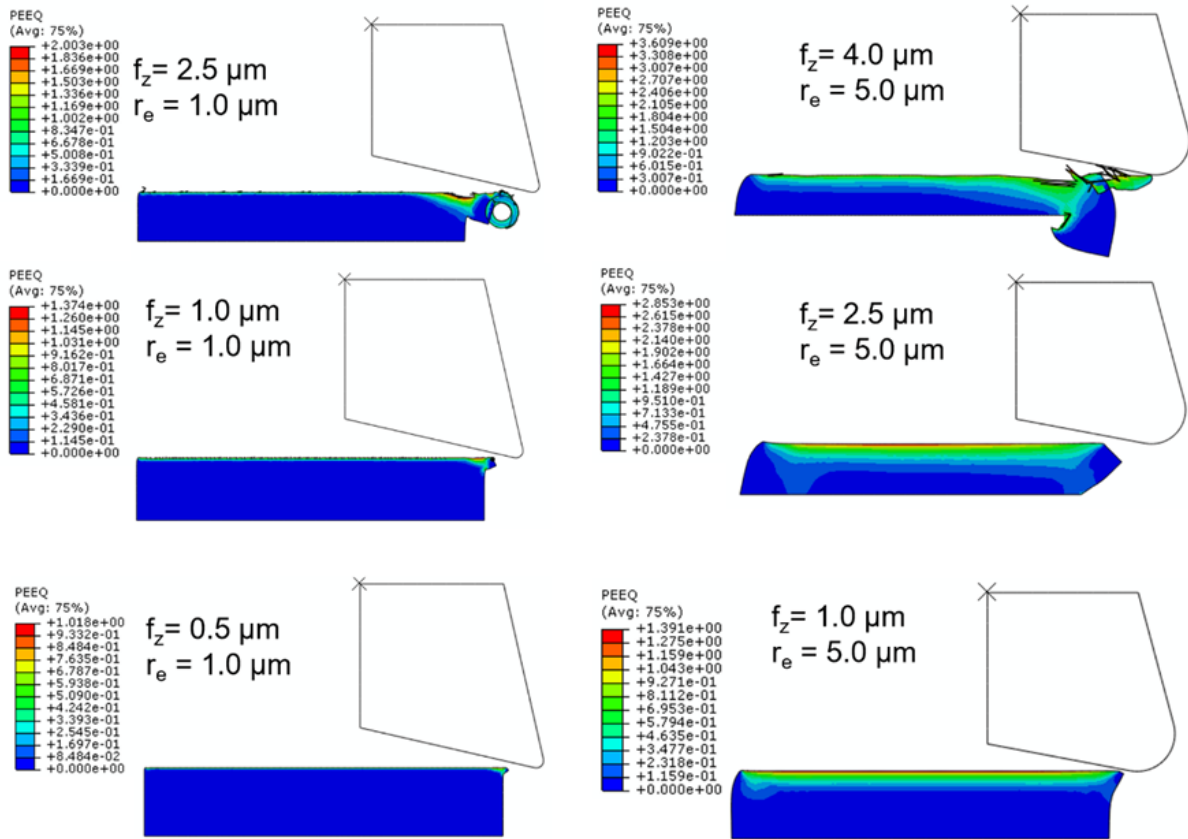 PEEQ
(Avg: 75%)
+2.003e+00
+1.836e+00
+1.669e+00
+1.503e+00
+1.336e+00
+1.169e+00
+1.002e+00
+8.347e-01
+6.678e-01
+5.008e-01
+3.339e-01
+1.669e-01
+0.000e+00
f_z= 2.5 µm
r_e = 1.0 µm
PEEQ
(Avg: 75%)
+3.609e+00
+3.308e+00
+3.007e+00
+2.707e+00
+2.406e+00
+2.105e+00
+1.804e+00
+1.504e+00
+1.203e+00
+9.022e-01
+6.015e-01
+3.007e-01
+0.000e+00
f_z= 4.0 µm
r_e = 5.0 µm
PEEQ
(Avg: 75%)
+1.374e+00
+1.260e+00
+1.145e+00
+1.031e+00
+9.162e-01
+8.017e-01
+6.871e-01
+5.726e-01
+4.581e-01
+3.436e-01
+2.290e-01
+1.145e-01
+0.000e+00
f_z= 1.0 µm
r_e = 1.0 µm
PEEQ
(Avg: 75%)
+2.853e+00
+2.615e+00
+2.378e+00
+2.140e+00
+1.902e+00
+1.664e+00
+1.427e+00
+1.189e+00
+9.510e-01
+7.133e-01
+4.755e-01
+2.378e-01
+0.000e+00
f_z= 2.5 µm
r_e = 5.0 µm
PEEQ
(Avg: 75%)
+1.018e+00
+9.332e-01
+8.484e-01
+7.635e-01
+6.787e-01
+5.938e-01
+5.090e-01
+4.242e-01
+3.393e-01
+2.545e-01
+1.697e-01
+8.484e-02
+0.000e+00
f_z= 0.5 µm
r_e = 1.0 µm
PEEQ
(Avg: 75%)
+1.391e+00
+1.275e+00
+1.159e+00
+1.043e+00
+9.271e-01
+8.112e-01
+6.953e-01
+5.794e-01
+4.635e-01
+3.477e-01
+2.318e-01
+1.159e-01
+0.000e+00
f_z= 1.0 µm
r_e = 5.0 µm